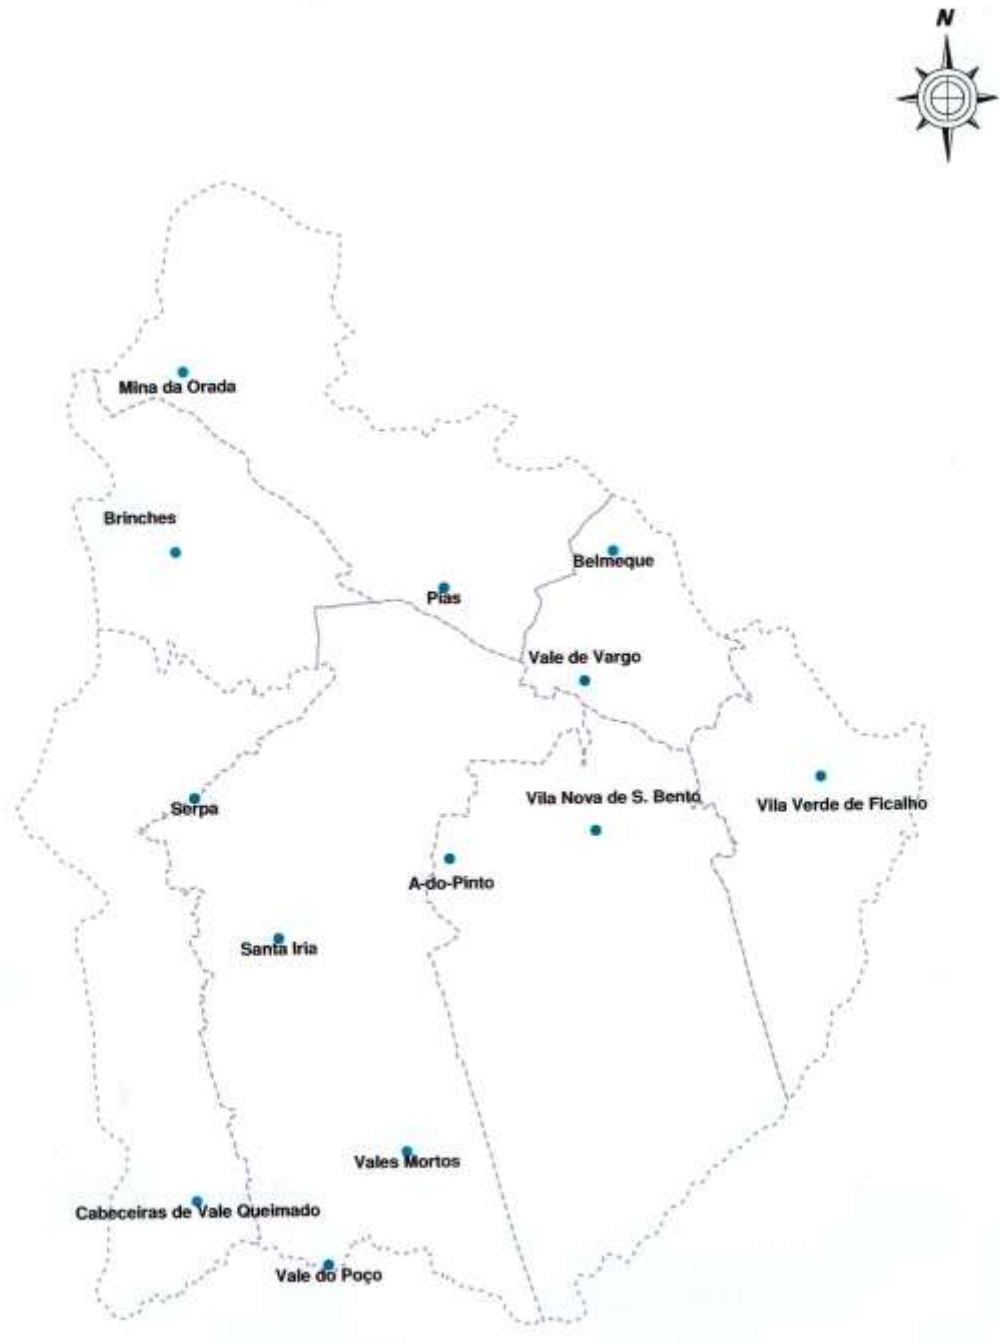 N
Mina da Orada
Brinches
Belmeque
Pias
Vale de Vargo
Vila Nova de S. Bento
Vila Verde de Ficalho
Serpa
A-do-Pinto
Santa Iria
Vales Mortos
Cabeceiras de Vale Queimado
Vale do Poço